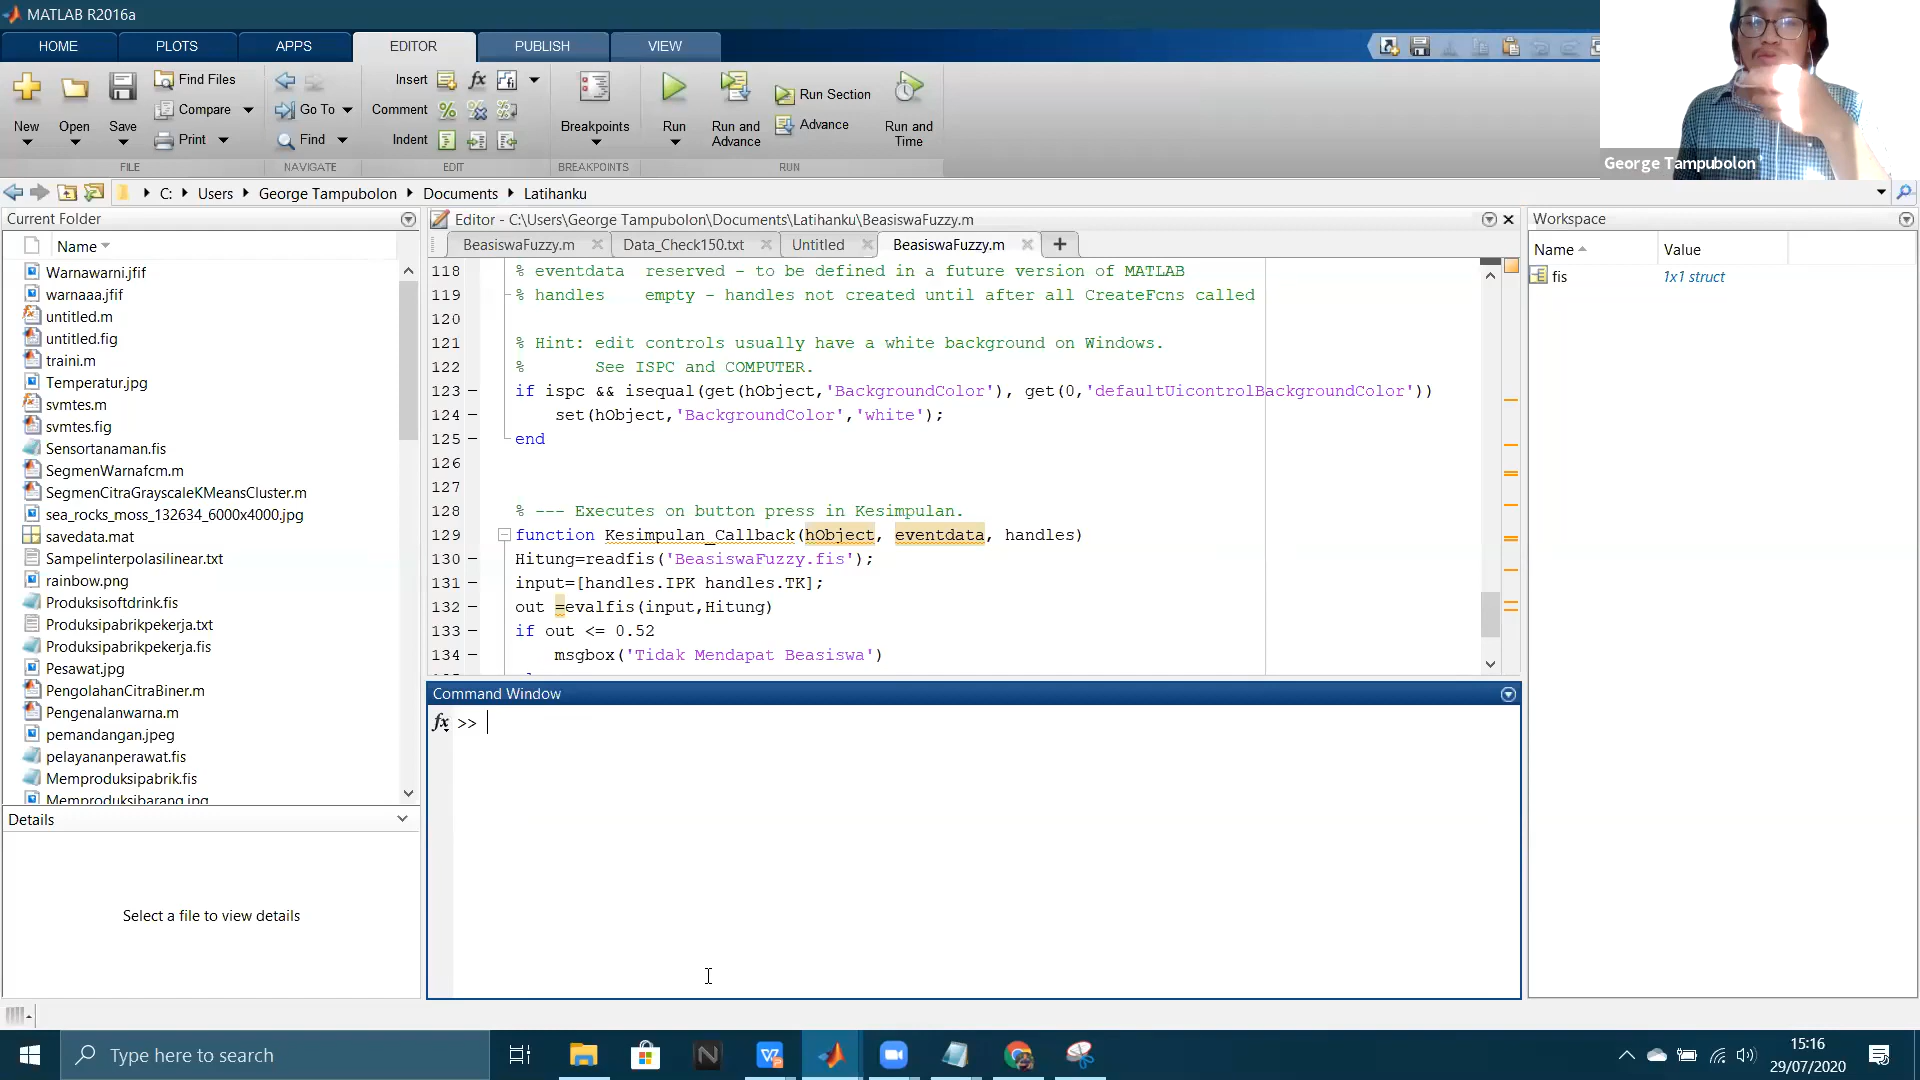 MATLAB R2016a
HOME PLOTS APPS EDITOR PUBLISH VIEW
Find Files
Compare
Print
New Open Save
FILE
Go To
Find
NAVIGATE
Insert
Comment
Indent
EDIT
Breakpoints
BREAKPOINTS
Run
Run and Advance
Run Section
Advance
Run and Time
RUN
George Tampubolon
C: Users George Tampubolon Documents Latihanku
Current Folder
Name
Warnawarni.jfif
warnaaa.jfif
untitled.m
untitled.fig
traini.m
Temperatur.jpg
svmtes.m
svmtes.fig
Sensortanaman.fis
SegmenWarnafcm.m
SegmenCitraGrayscaleKMeansCluster.m
sea_rocks_moss_132634_6000x4000.jpg
savedata.mat
Sampelinterpolasilinear.txt
rainbow.png
Produksisoftdrink.fis
Produksipabrikpekerja.txt
Produksipabrikpekerja.fis
Pesawat.jpg
PengolahanCitraBiner.m
Pengenalanwarna.m
pemandangan.jpeg
pelayananperawat.fis
Memproduksipabrik.fis
Memproduksibarang.jpg
Details
Select a file to view details
Editor - C:\Users\George Tampubolon\Documents\Latihanku\BeasiswaFuzzy.m
BeasiswaFuzzy.m Data_Check150.txt Untitled BeasiswaFuzzy.m
118 % eventdata  reserved - to be defined in a future version of MATLAB
119 % handles    empty - handles not created until after all CreateFcns called
120
121 % Hint: edit controls usually have a white background on Windows.
122 %       See ISPC and COMPUTER.
123 if ispc && isequal(get(hObject,'BackgroundColor'), get(0,'defaultUicontrolBackgroundColor'))
124     set(hObject,'BackgroundColor','white');
125 end
126
127
128 % --- Executes on button press in Kesimpulan.
129 function Kesimpulan_Callback(hObject, eventdata, handles)
130 Hitung=readfis('BeasiswaFuzzy.fis');
131 input=[handles.IPK handles.TK];
132 out =evalfis(input,Hitung)
133 if out <= 0.52
134     msgbox('Tidak Mendapat Beasiswa')
Command Window
fx >>
Workspace
Name Value
fis 1x1 struct
Type here to search
15:16
29/07/2020